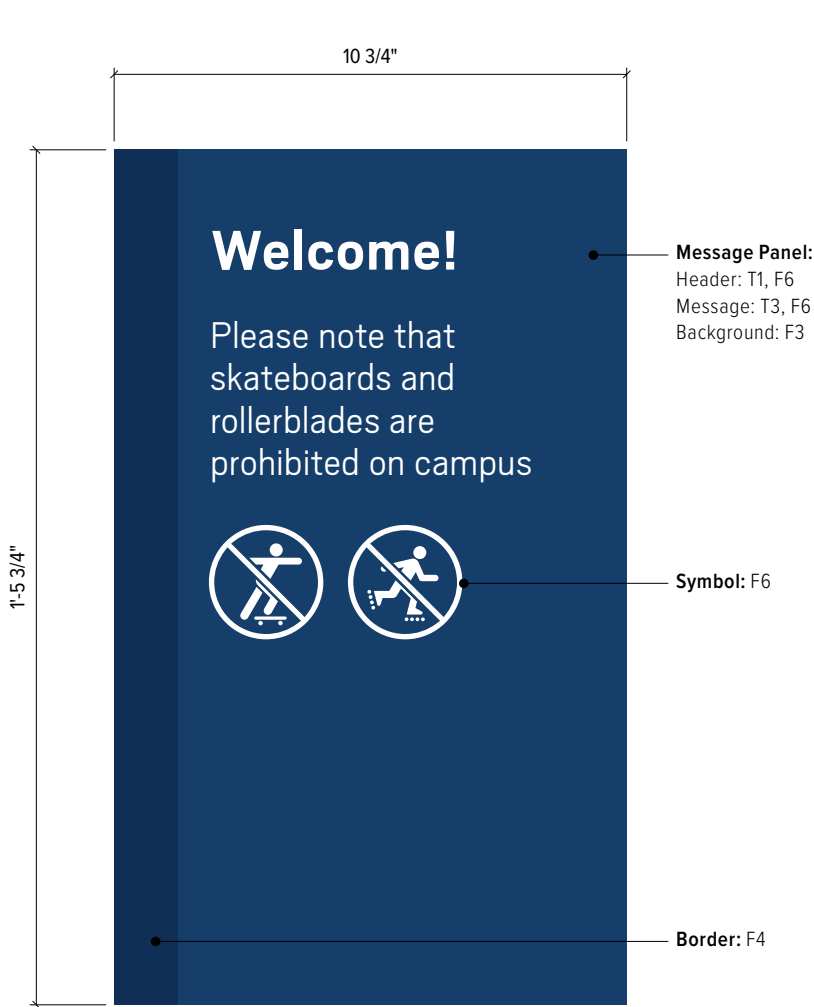 10 3/4"
Welcome!
Please note that
skateboards and
rollerblades are
prohibited on campus
Message Panel:
Header: T1, F6
Message: T3, F6
Background: F3
1'-5 3/4"
Symbol: F6
Border: F4